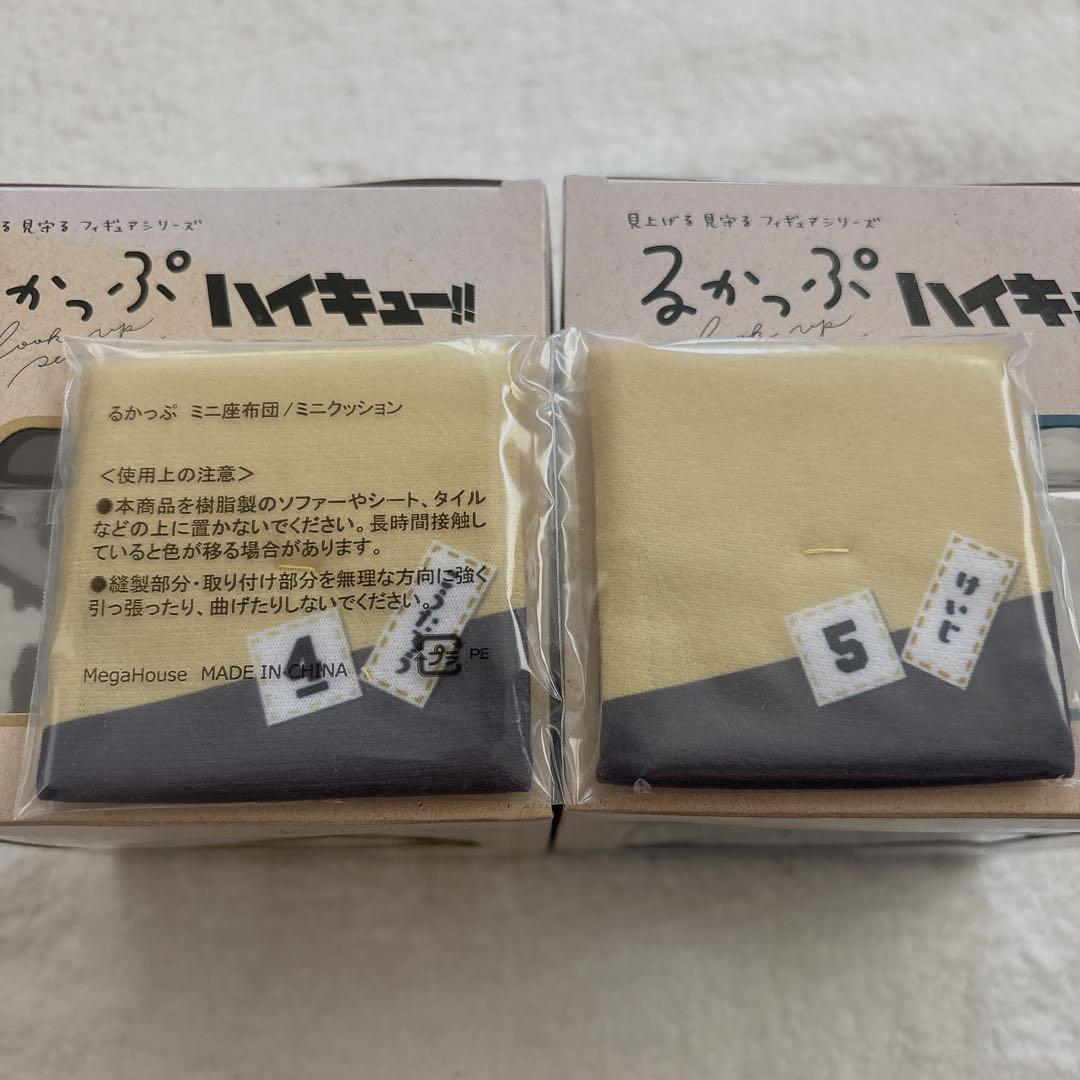 る 見守る フィギュアシリーズ
かっぷ ハイキュー!!
look up
るかっぷ ミニ座布団/ミニクッション
<使用上の注意>
●本商品を樹脂製のソファーやシート、タイル
などの上に置かないでください。長時間接触し
ていると色が移る場合があります。
●縫製部分・取り付け部分を無理な方向に強く
引っ張ったり、曲げたりしないでください。
MegaHouse MADE IN CHINA
プラ PE
4
見上げる 見守る フィギュアシリーズ
るかっぷ ハイキュ
look up
5
けいじ